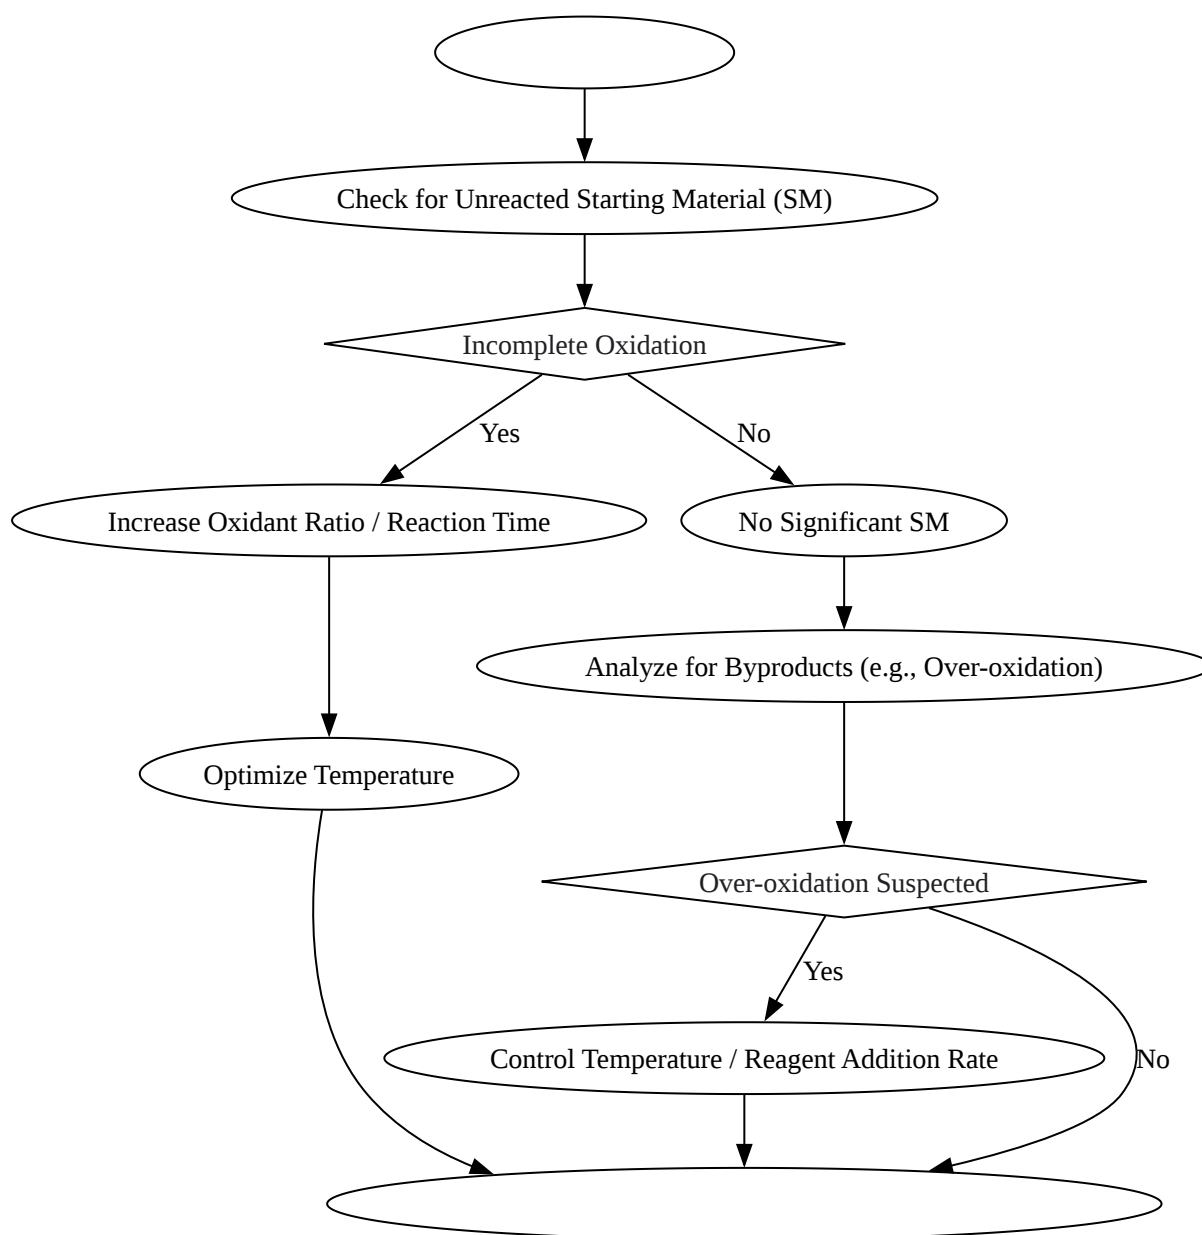 Check for Unreacted Starting Material (SM)
Incomplete Oxidation
Yes
No
Increase Oxidant Ratio / Reaction Time
No Significant SM
Analyze for Byproducts (e.g., Over-oxidation)
Optimize Temperature
Over-oxidation Suspected
Yes
Control Temperature / Reagent Addition Rate
No